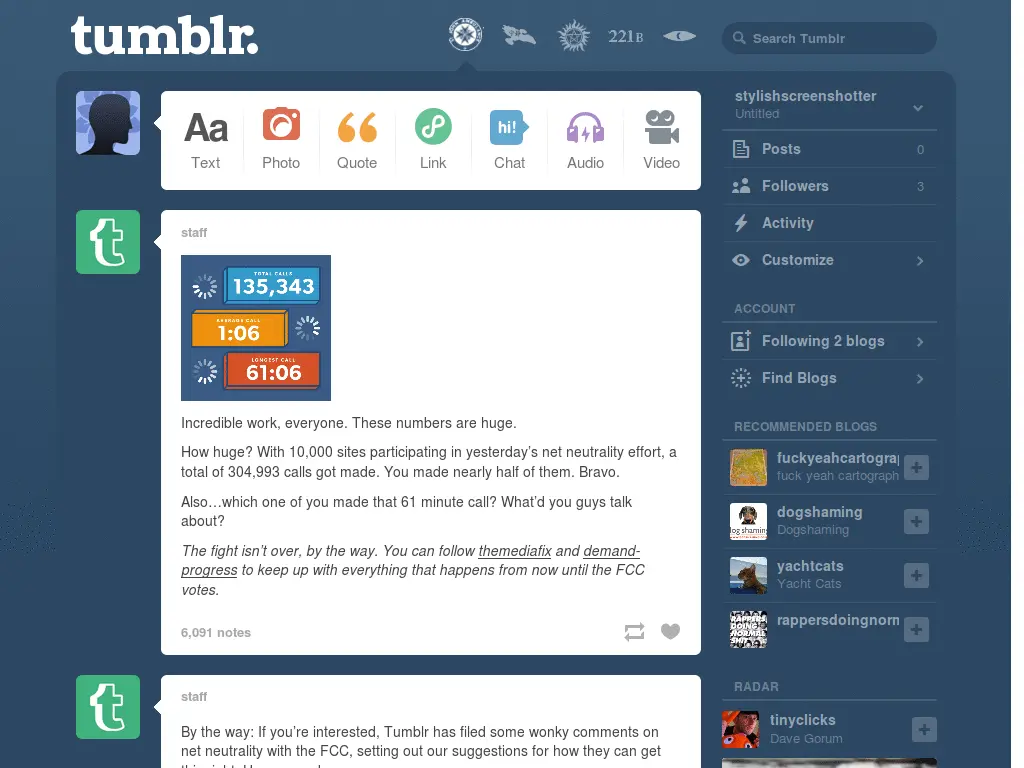 tumblr.
221B
Search Tumblr
Aa
hi!
Text
Photo
Quote
Link
Chat
Audio
Video
staff
TOTAL CALLS
135,343
AVERAGE CALL
1:06
LONGEST CALL
61:06
Incredible work, everyone. These numbers are huge.
How huge? With 10,000 sites participating in yesterday's net neutrality effort, a
total of 304,993 calls got made. You made nearly half of them. Bravo.
Also…which one of you made that 61 minute call? What'd you guys talk
about?
The fight isn't over, by the way. You can follow themediafix and demand-
progress to keep up with everything that happens from now until the FCC
votes.
6,091 notes
staff
By the way: If you're interested, Tumblr has filed some wonky comments on
net neutrality with the FCC, setting out our suggestions for how they can get
stylishscreenshotter
Untitled
Posts 0
Followers 3
Activity
Customize
ACCOUNT
Following 2 blogs
Find Blogs
RECOMMENDED BLOGS
fuckyeahcartogra
fuck yeah cartograph
dogshaming
Dogshaming
yachtcats
Yacht Cats
RAPPERS
DOING
NORMAL
SHIT
rappersdoingnorm
RADAR
tinyclicks
Dave Gorum